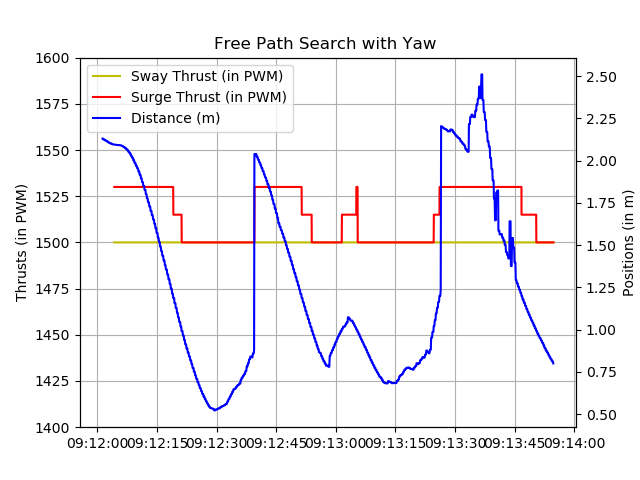 Free Path Search with Yaw
Sway Thrust (in PWM)
Surge Thrust (in PWM)
Distance (m)
Thrusts (in PWM)
1600
1575
1550
1525
1500
1475
1450
1425
1400
Positions (in m)
2.50
2.25
2.00
1.75
1.50
1.25
1.00
0.75
0.50
09:12:00 09:12:15 09:12:30 09:12:45 09:13:00 09:13:15 09:13:30 09:13:45 09:14:00